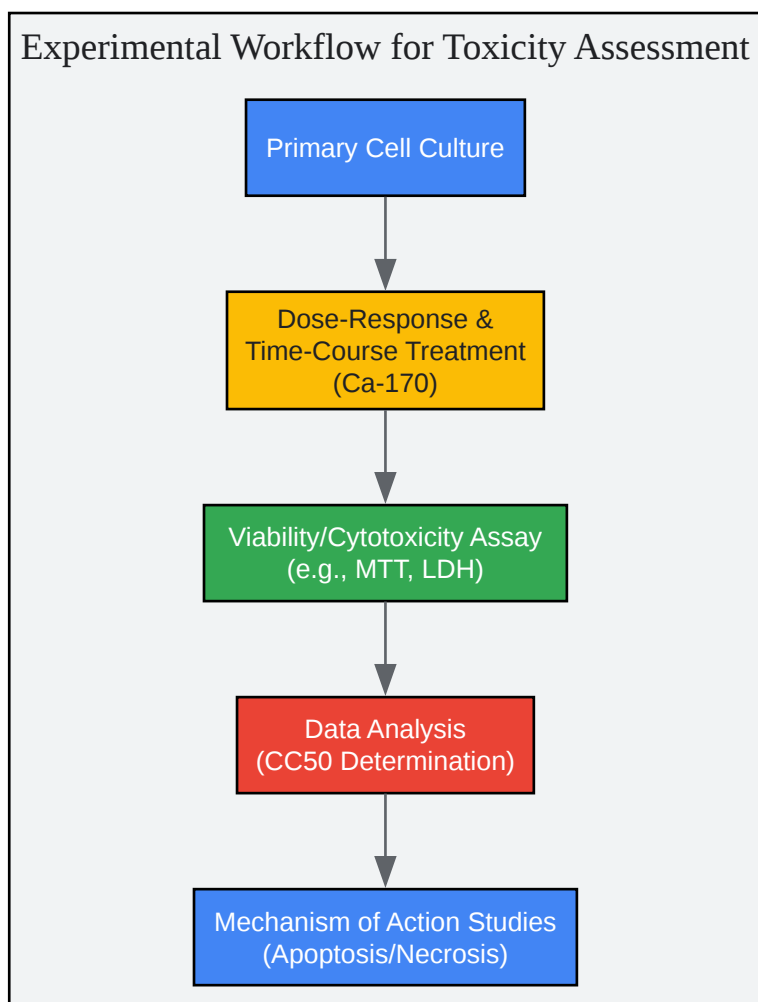 Experimental Workflow for Toxicity Assessment
Primary Cell Culture
Dose-Response &
Time-Course Treatment
(Ca-170)
Viability/Cytotoxicity Assay
(e.g., MTT, LDH)
Data Analysis
(CC50 Determination)
Mechanism of Action Studies
(Apoptosis/Necrosis)